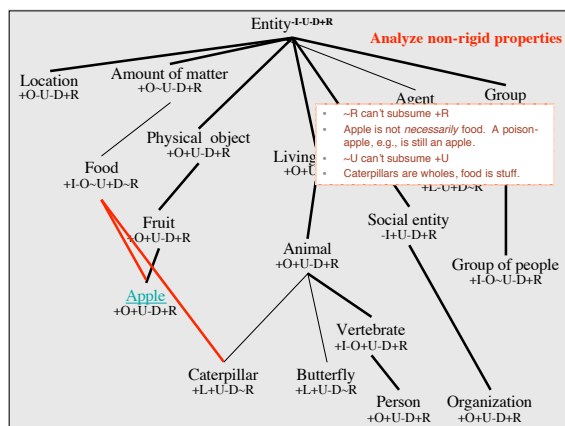 Entity-I-U-D+R
Analyze non-rigid properties
Location
+O-U-D+R
Amount of matter
+O~U-D+R
Agent
Group
• ~R can't subsume +R
• Apple is not necessarily food. A poison-
apple, e.g., is still an apple.
• ~U can't subsume +U
• Caterpillars are wholes, food is stuff.
Physical object
+O+U-D+R
Living
+O+U
+L-U+D~R
Food
+I-O~U+D~R
Fruit
+O+U-D+R
Social entity
-I+U-D+R
Animal
+O+U-D+R
Group of people
+I-O~U-D+R
Apple
+O+U-D+R
Vertebrate
+I-O+U-D+R
Caterpillar
+L+U-D~R
Butterfly
+L+U-D~R
Person
+O+U-D+R
Organization
+O+U-D+R